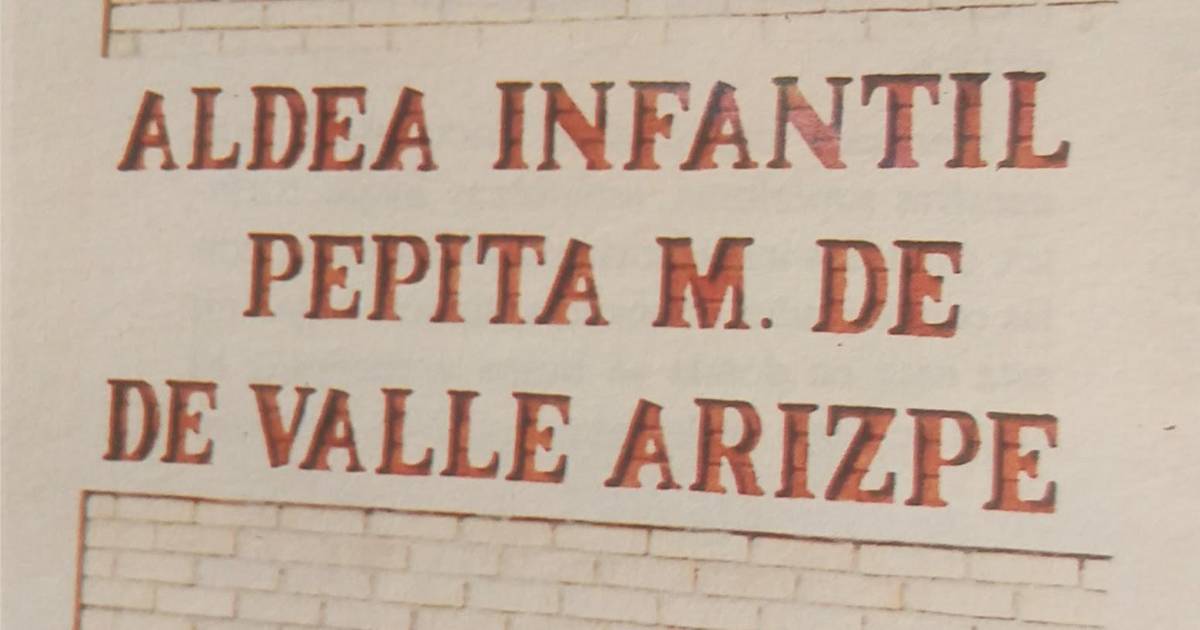 ALDEA INFANTIL
PEPITA M. DE
DE VALLE ARIZPE